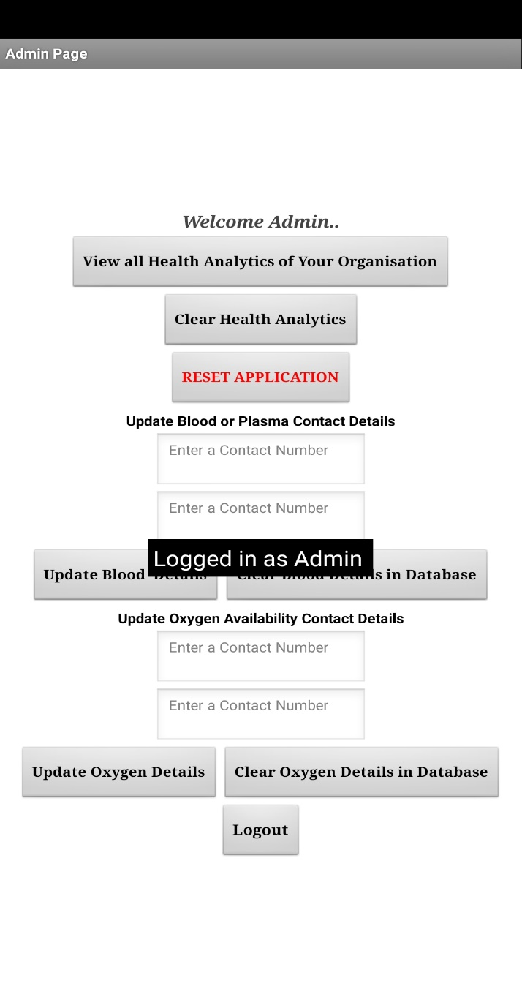 Admin Page
Welcome Admin..
View all Health Analytics of Your Organisation
Clear Health Analytics
RESET APPLICATION
Update Blood or Plasma Contact Details
Enter a Contact Number
Enter a Contact Number
Logged in as Admin
Update Blood Details Clear Blood Details in Database
Update Oxygen Availability Contact Details
Enter a Contact Number
Enter a Contact Number
Update Oxygen Details Clear Oxygen Details in Database
Logout